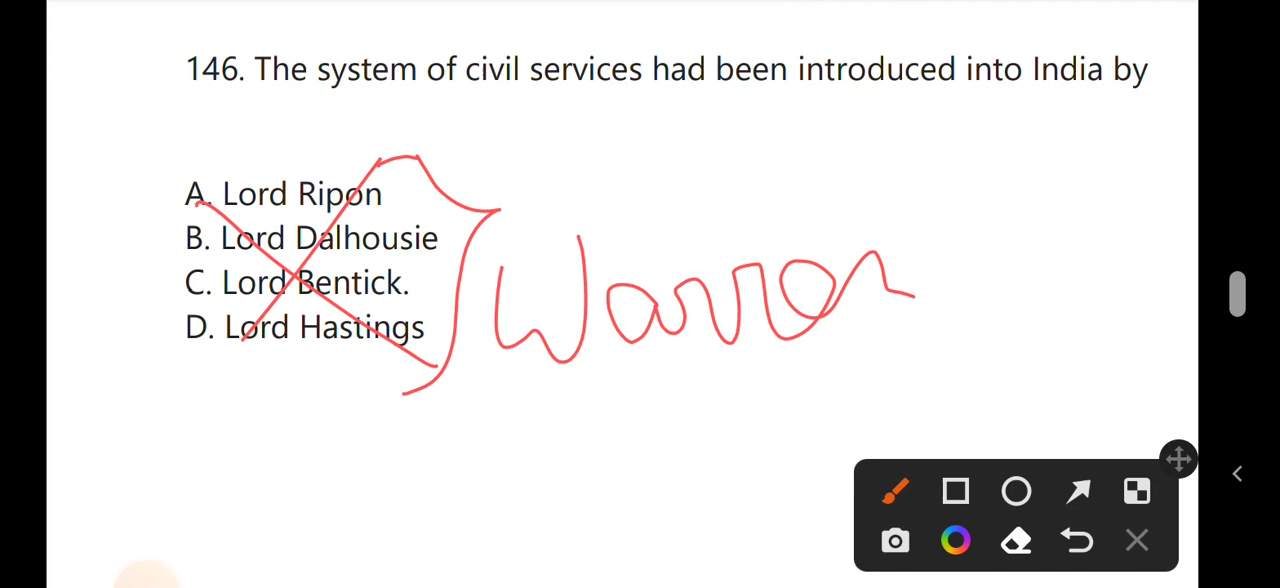 146. The system of civil services had been introduced into India by
A. Lord Ripon
B. Lord Dalhousie
C. Lord Bentick.
D. Lord Hastings
Warren